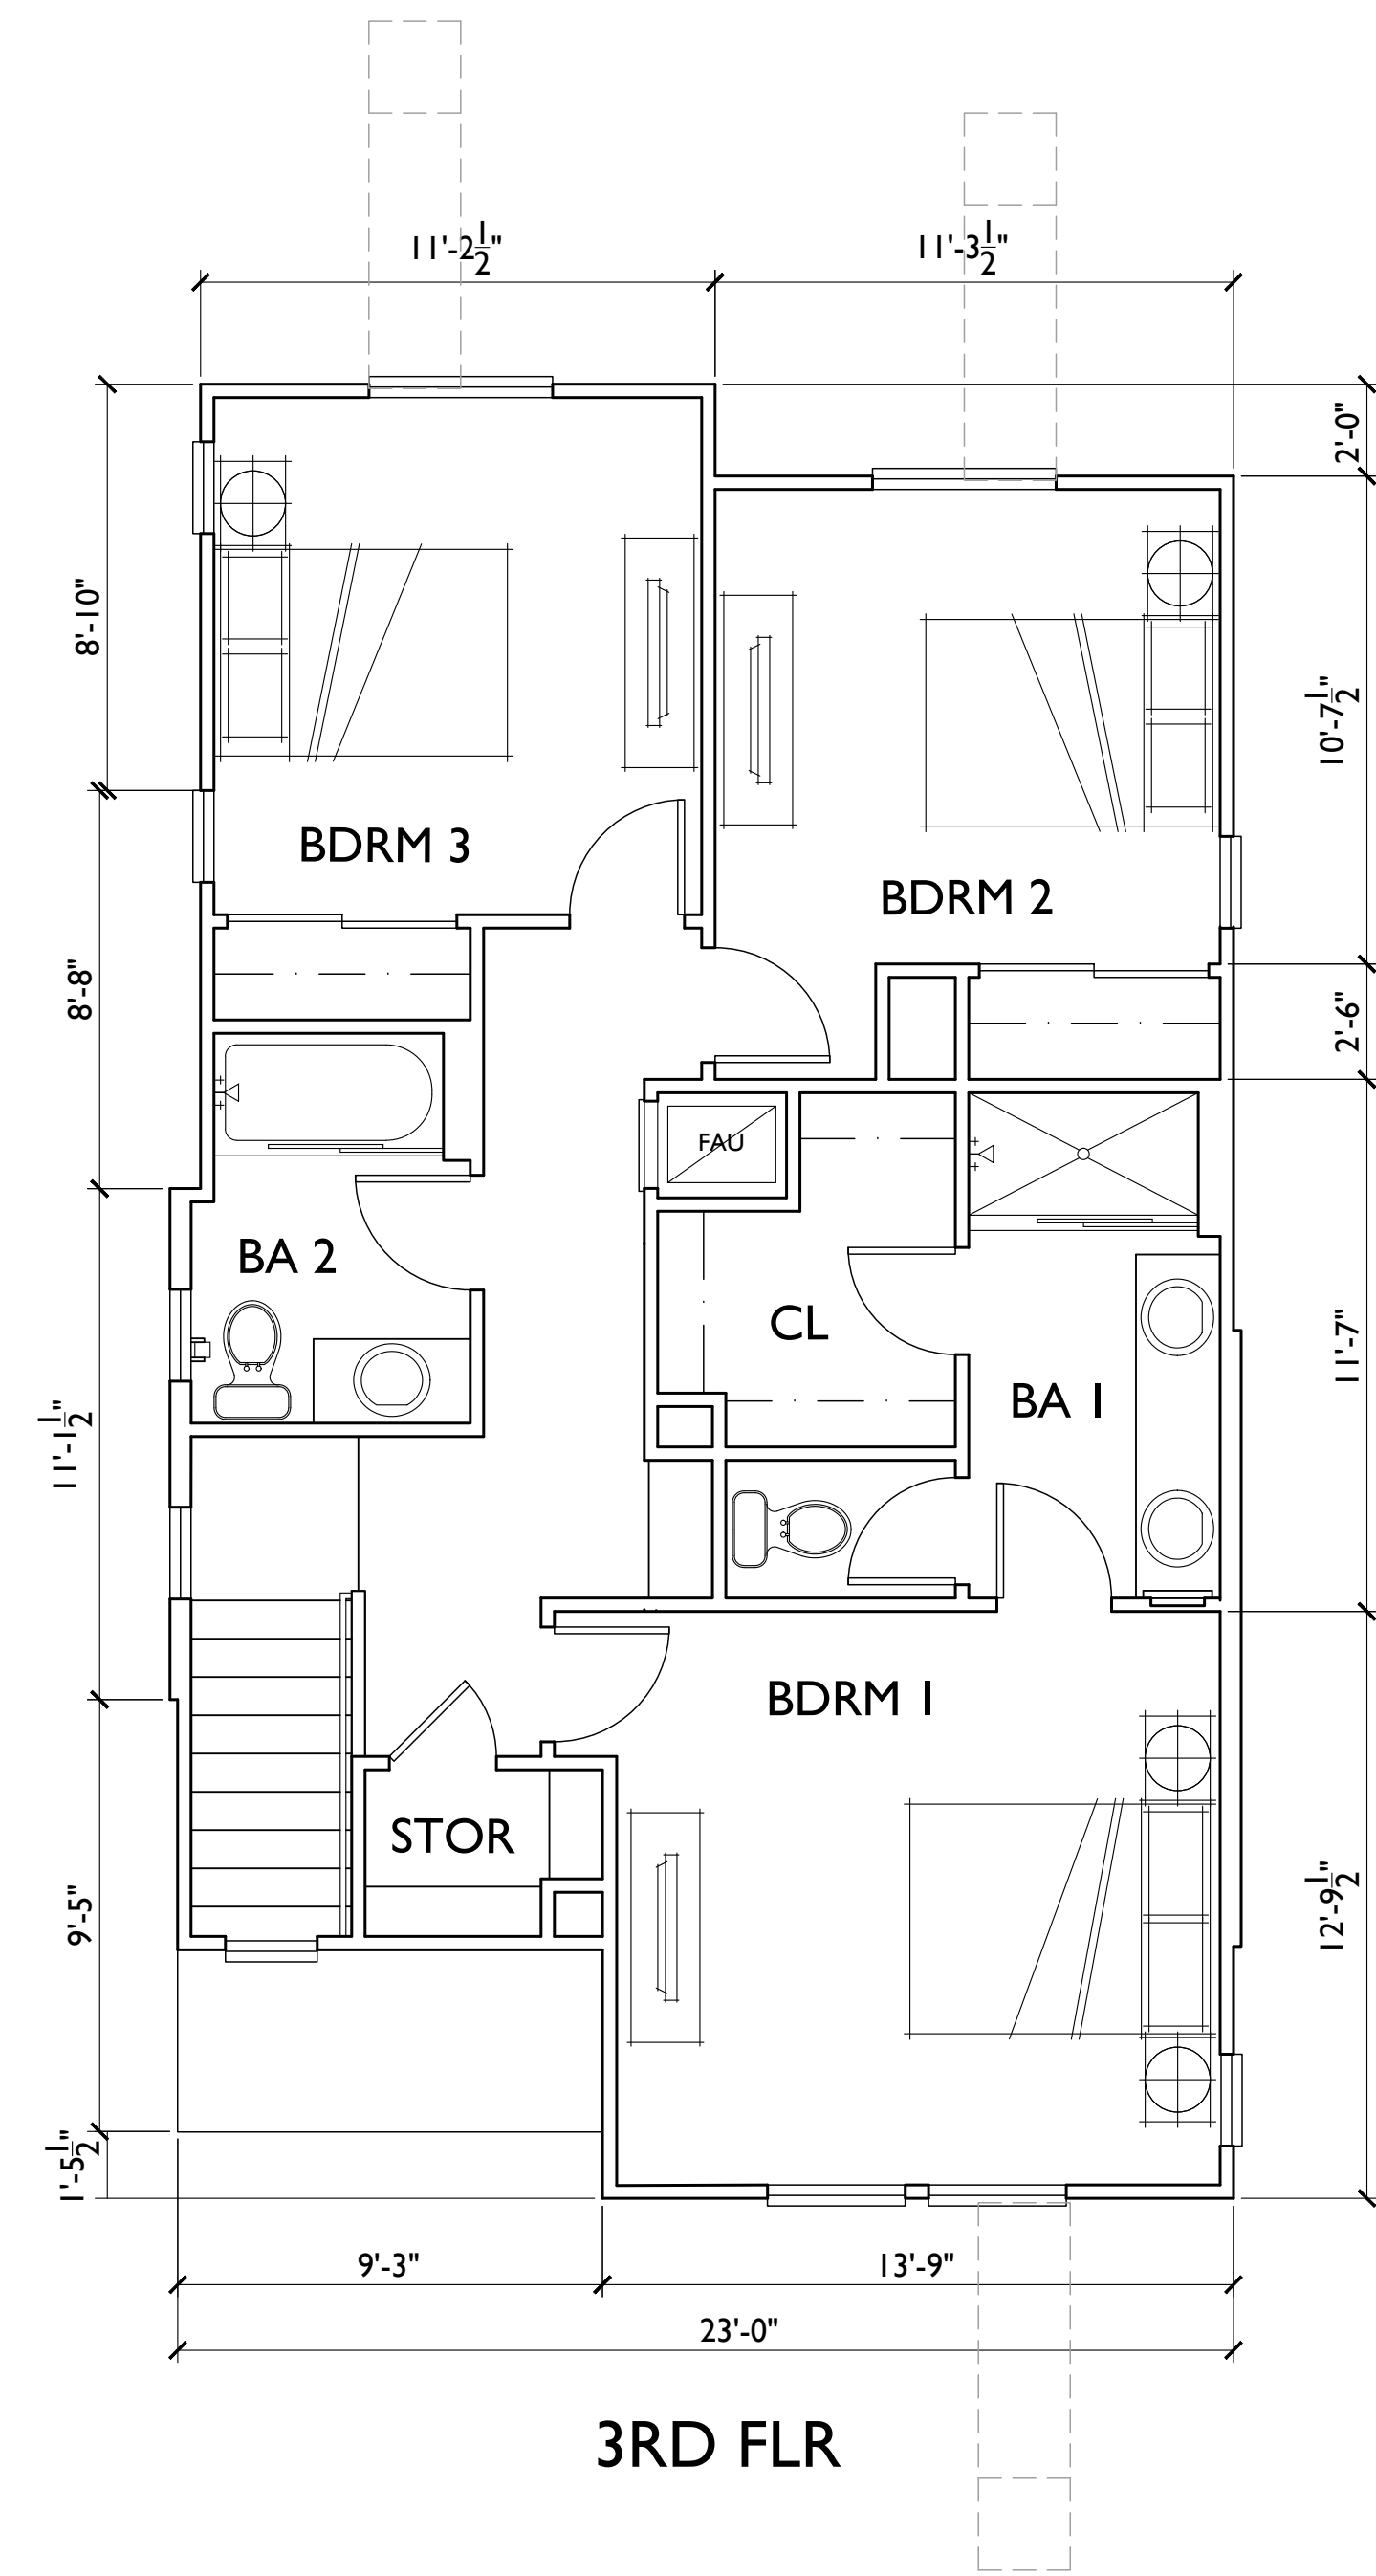 11'-2 1/2"
11'-3 1/2"
2'-0"
8'-10"
10'-7 1/2"
BDRM 3
BDRM 2
8'-8"
2'-6"
FAU
BA 2
CL
11'-7"
BA 1
11'-1 1/2"
BDRM 1
STOR
9'-5"
12'-9 1/2"
1'-5 1/2"
9'-3"
13'-9"
23'-0"
3RD FLR